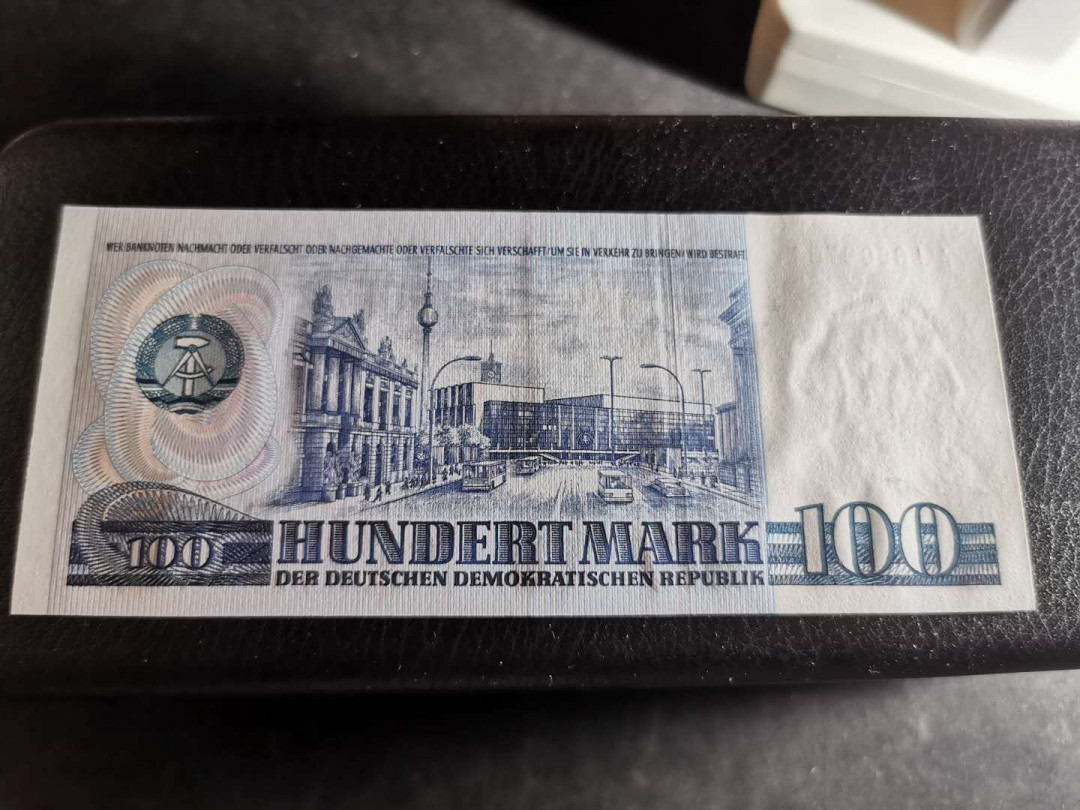 WER BANKNOTEN NACHMACHT ODER VERFÄLSCHT ODER NACHGEMACHTE ODER VERFÄLSCHTE SICH VERSCHAFFT UM SIE IN VERKEHR ZU BRINGEN WIRD BESTRAFT
100 HUNDERT MARK 100
DER DEUTSCHEN DEMOKRATISCHEN REPUBLIK